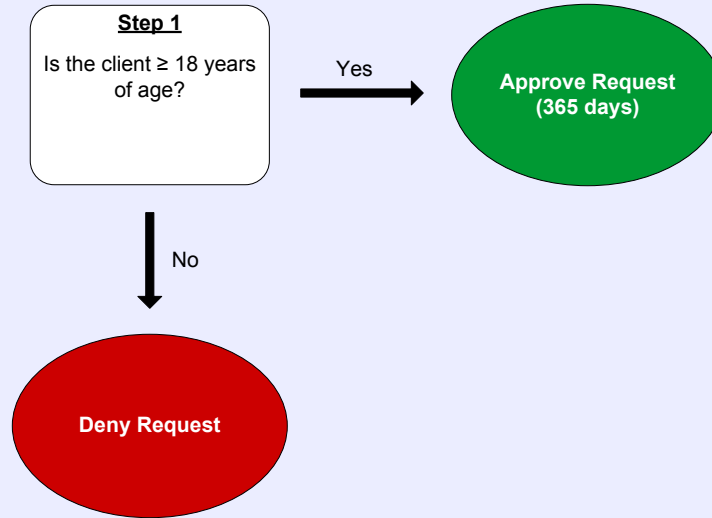 Step 1
Is the client ≥ 18 years
of age?
Yes
Approve Request
(365 days)
No
Deny Request